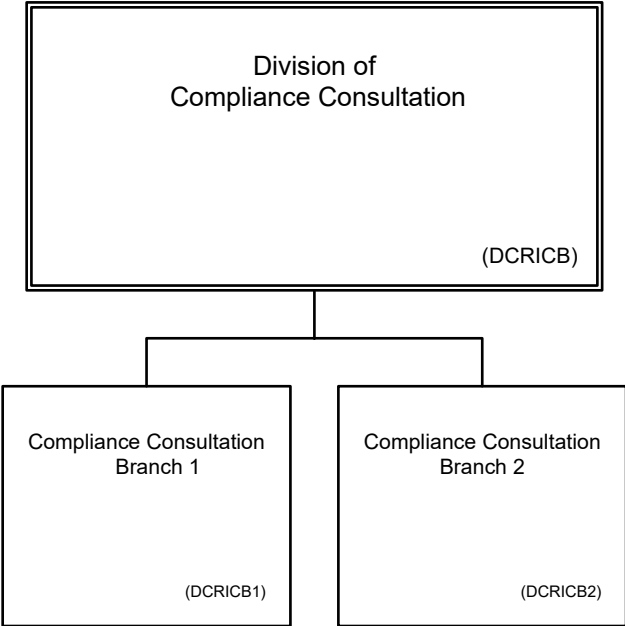 Division of
Compliance Consultation
(DCRICB)
Compliance Consultation
Branch 1
(DCRICB1)
Compliance Consultation
Branch 2
(DCRICB2)